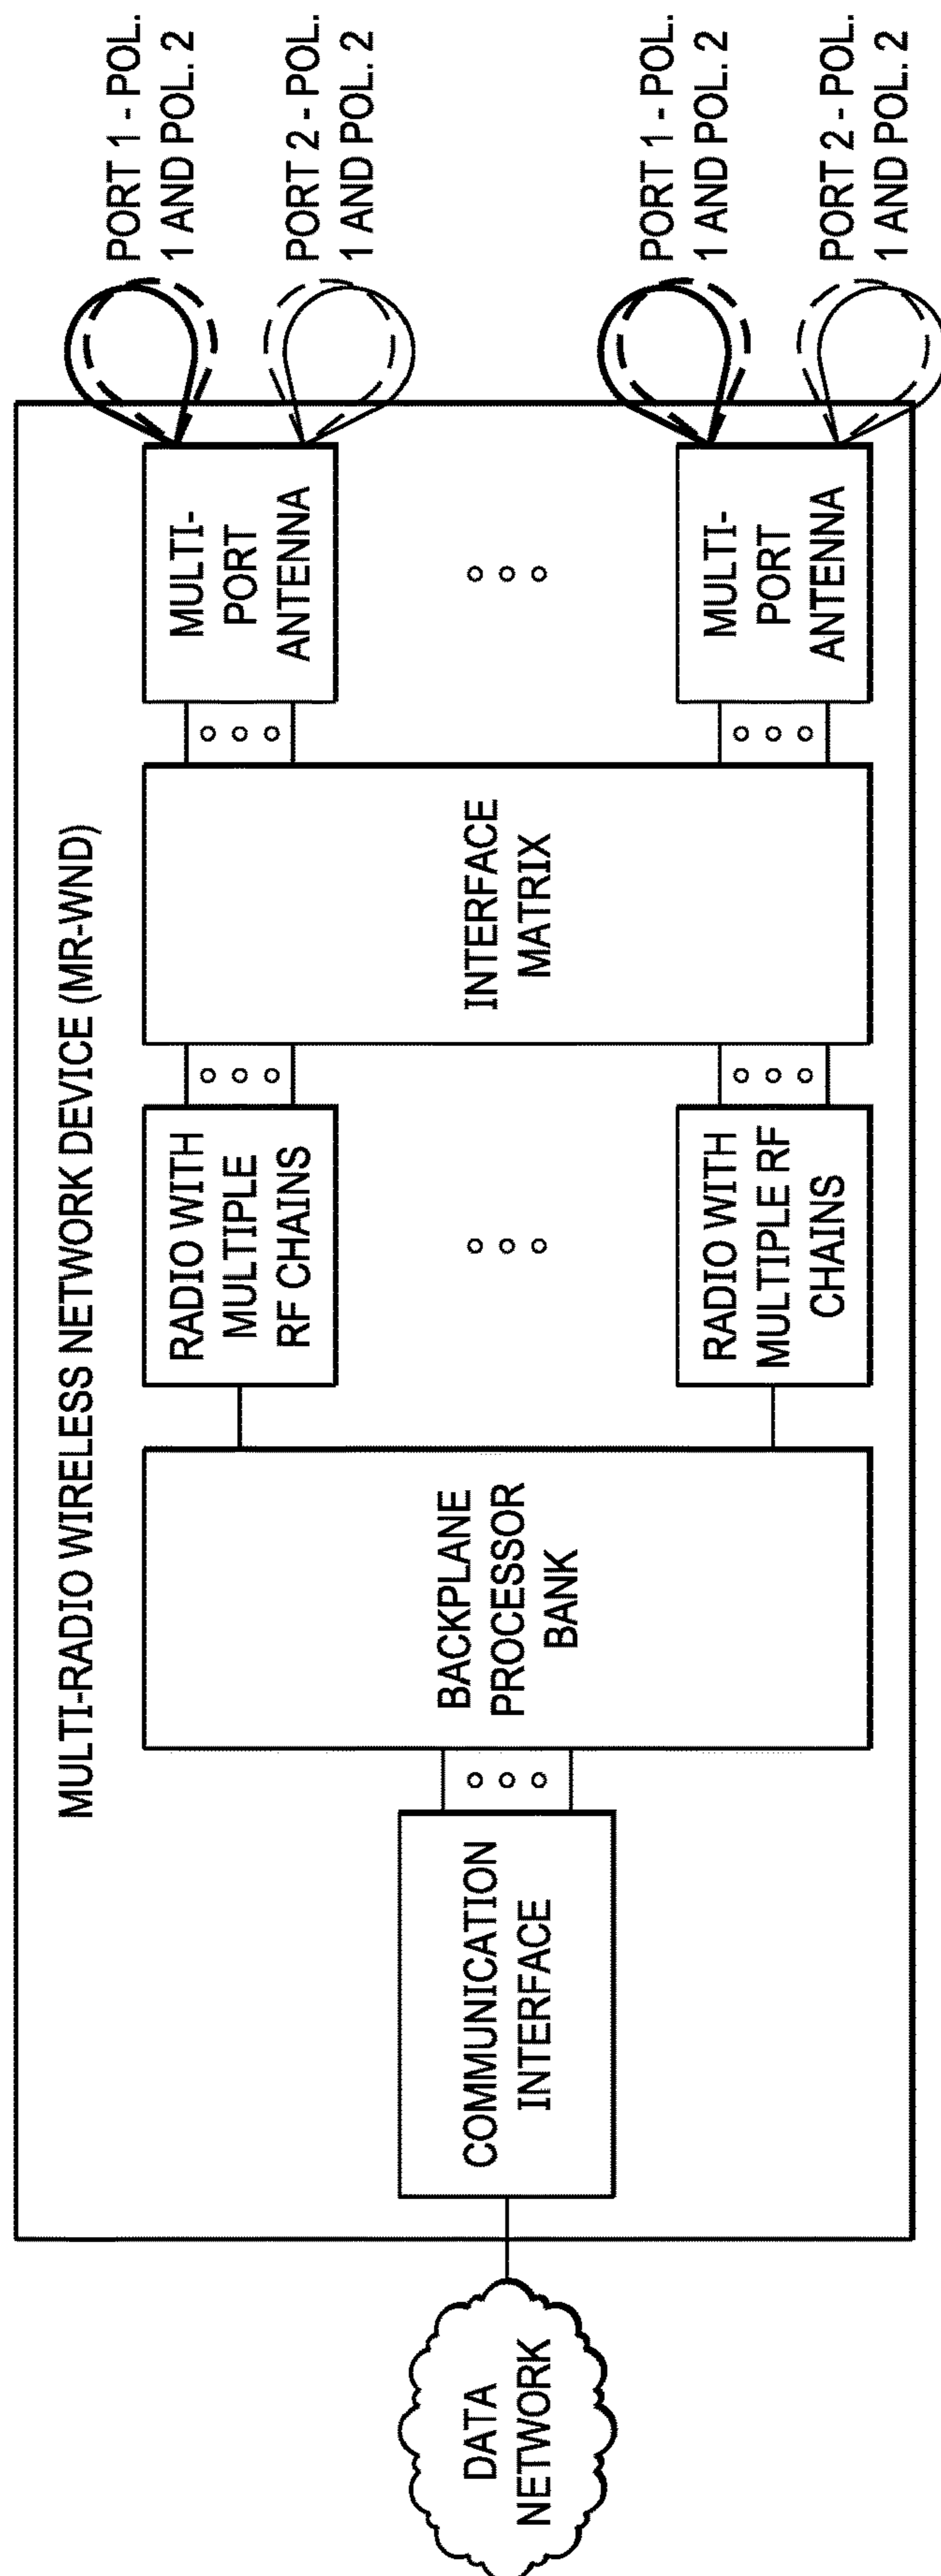 MULTI-RADIO WIRELESS NETWORK DEVICE (MR-WND)
DATA
NETWORK
COMMUNICATION
INTERFACE
BACKPLANE
PROCESSOR
BANK
RADIO WITH
MULTIPLE
RF CHAINS
RADIO WITH
MULTIPLE RF
CHAINS
INTERFACE
MATRIX
MULTI-
PORT
ANTENNA
MULTI-
PORT
ANTENNA
PORT 1 - POL.
1 AND POL. 2
PORT 2 - POL.
1 AND POL. 2
PORT 1 - POL.
1 AND POL. 2
PORT 2 - POL.
1 AND POL. 2